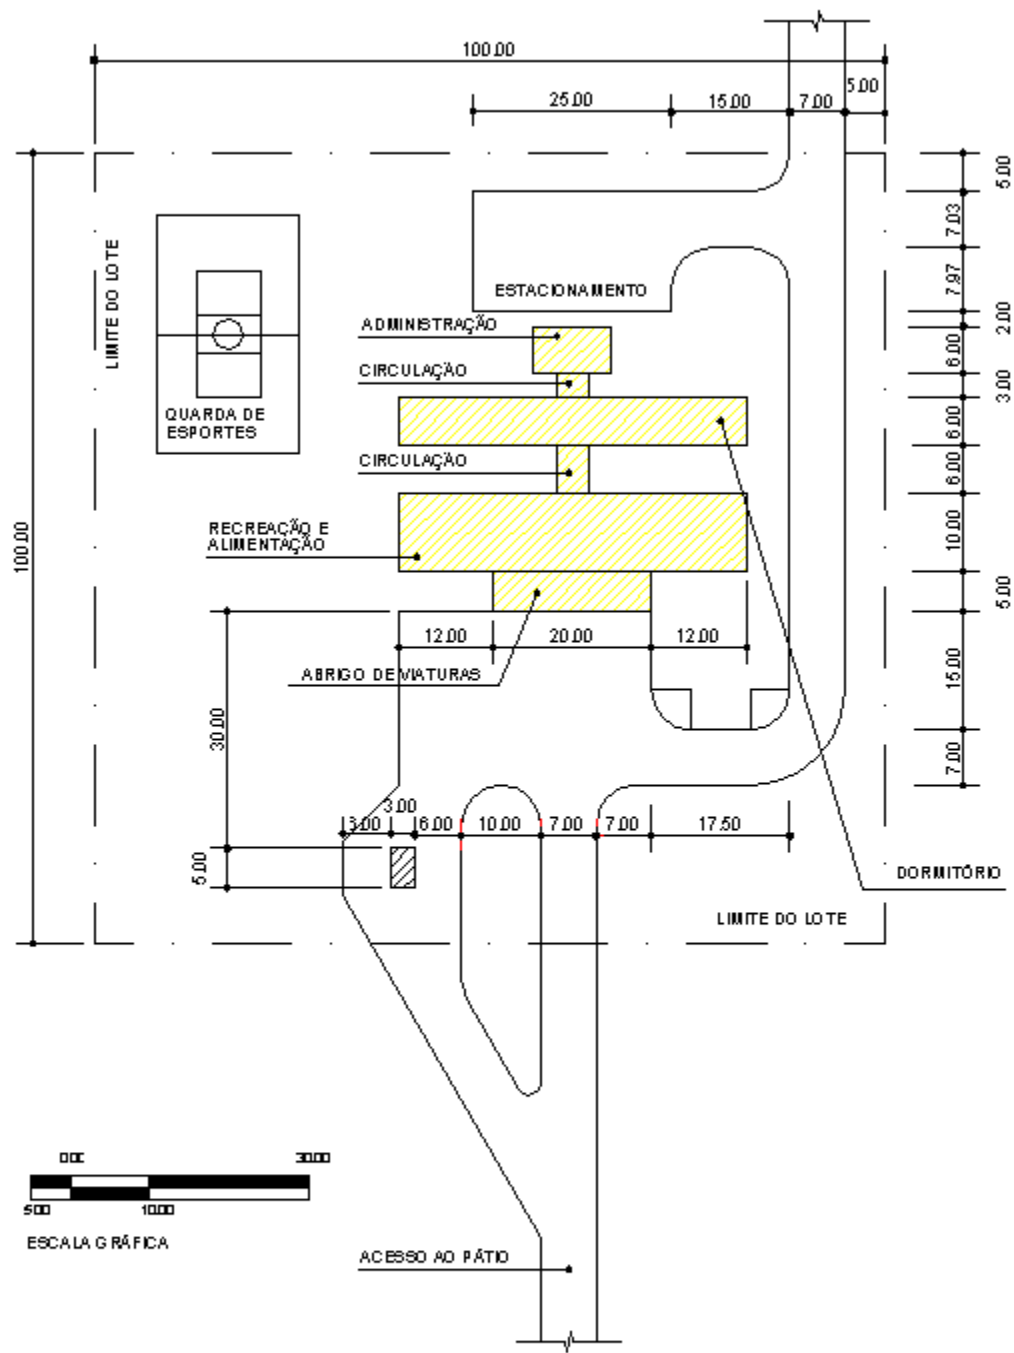 100.00
5.00
25.00
15.00
7.00
5.00
7.03
LIMITE DO LOTE
7.97
ESTACIONAMENTO
2.00
ADMINISTRAÇÃO
6.00
CIRCULAÇÃO
3.00
QUARDA DE
ESPORTES
6.00
CIRCULAÇÃO
6.00
RECREAÇÃO E
ALIMENTAÇÃO
10.00
100.00
5.00
12.00
20.00
12.00
15.00
ABRIGO DE VIATURAS
30.00
7.00
3.00
3.00
6.00
10.00
7.00
7.00
17.50
5.00
DORMITÓRIO
LIMITE DO LOTE
0.00
30.00
5.00
10.00
ESCALA GRÁFICA
ACESSO AO PÁTIO